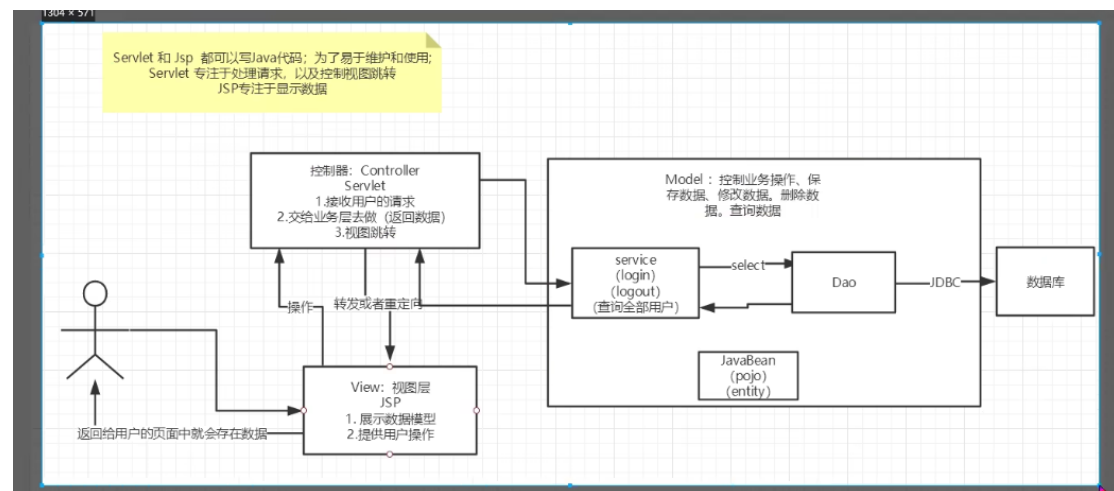 1304 × 571
Servlet 和 Jsp 都可以写Java代码；为了易于维护和使用;
Servlet 专注于处理请求，以及控制视图跳转
JSP专注于显示数据
控制器：Controller
Servlet
1.接收用户的请求
2.交给业务层去做（返回数据）
3.视图跳转
Model ：控制业务操作、保
存数据、修改数据。删除数
据。查询数据
service
（login）
（logout）
（查询全部用户）
select
Dao
JDBC
数据库
操作
转发或者重定向
JavaBean
（pojo）
（entity）
View：视图层
JSP
1. 展示数据模型
2.提供用户操作
返回给用户的页面中就会存在数据